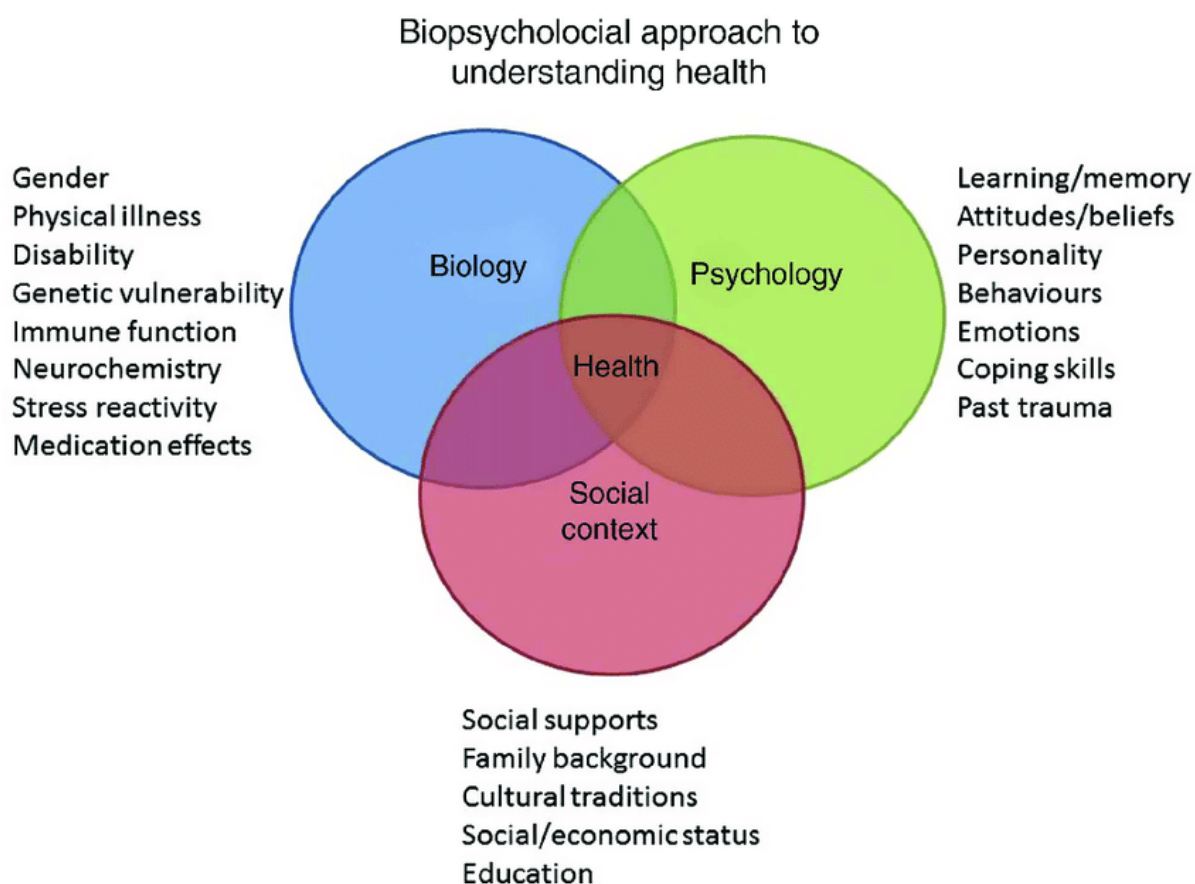 Biopsycholocial approach to
understanding health
Gender
Physical illness
Disability
Genetic vulnerability
Immune function
Neurochemistry
Stress reactivity
Medication effects
Biology
Psychology
Health
Social
context
Learning/memory
Attitudes/beliefs
Personality
Behaviours
Emotions
Coping skills
Past trauma
Social supports
Family background
Cultural traditions
Social/economic status
Education